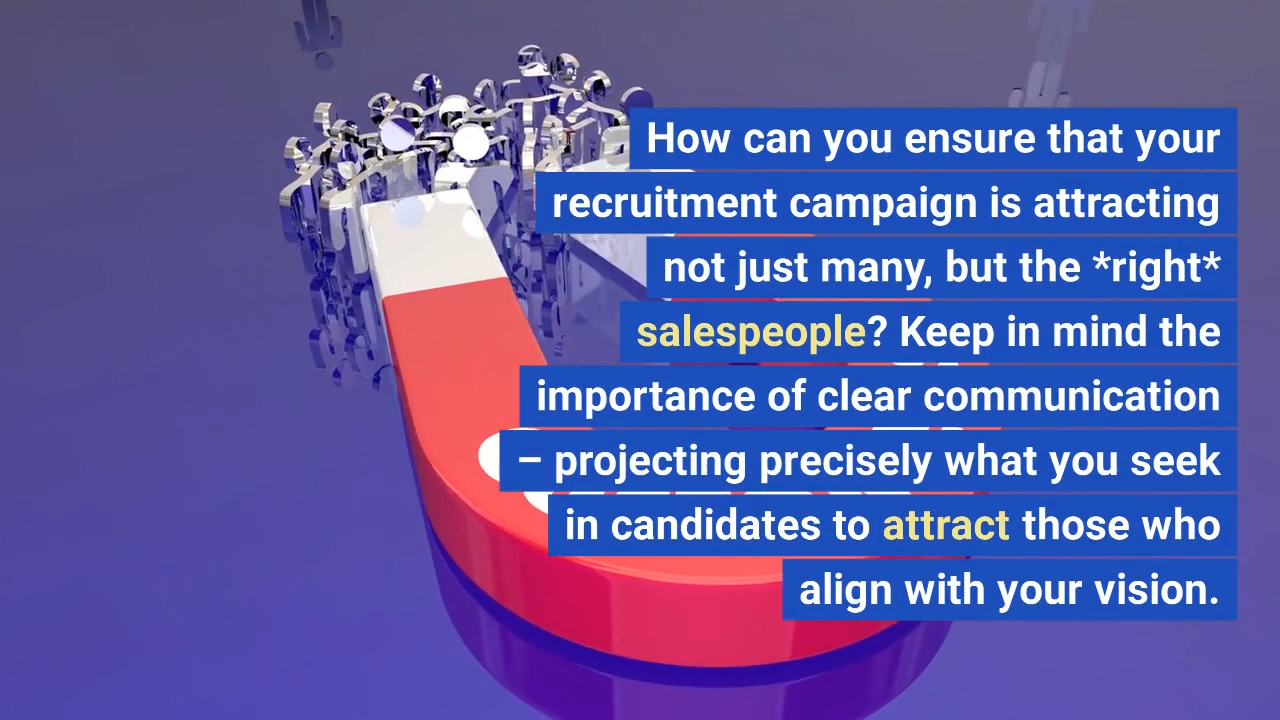 How can you ensure that your
recruitment campaign is attracting
not just many, but the *right*
salespeople? Keep in mind the
importance of clear communication
– projecting precisely what you seek
in candidates to attract those who
align with your vision.